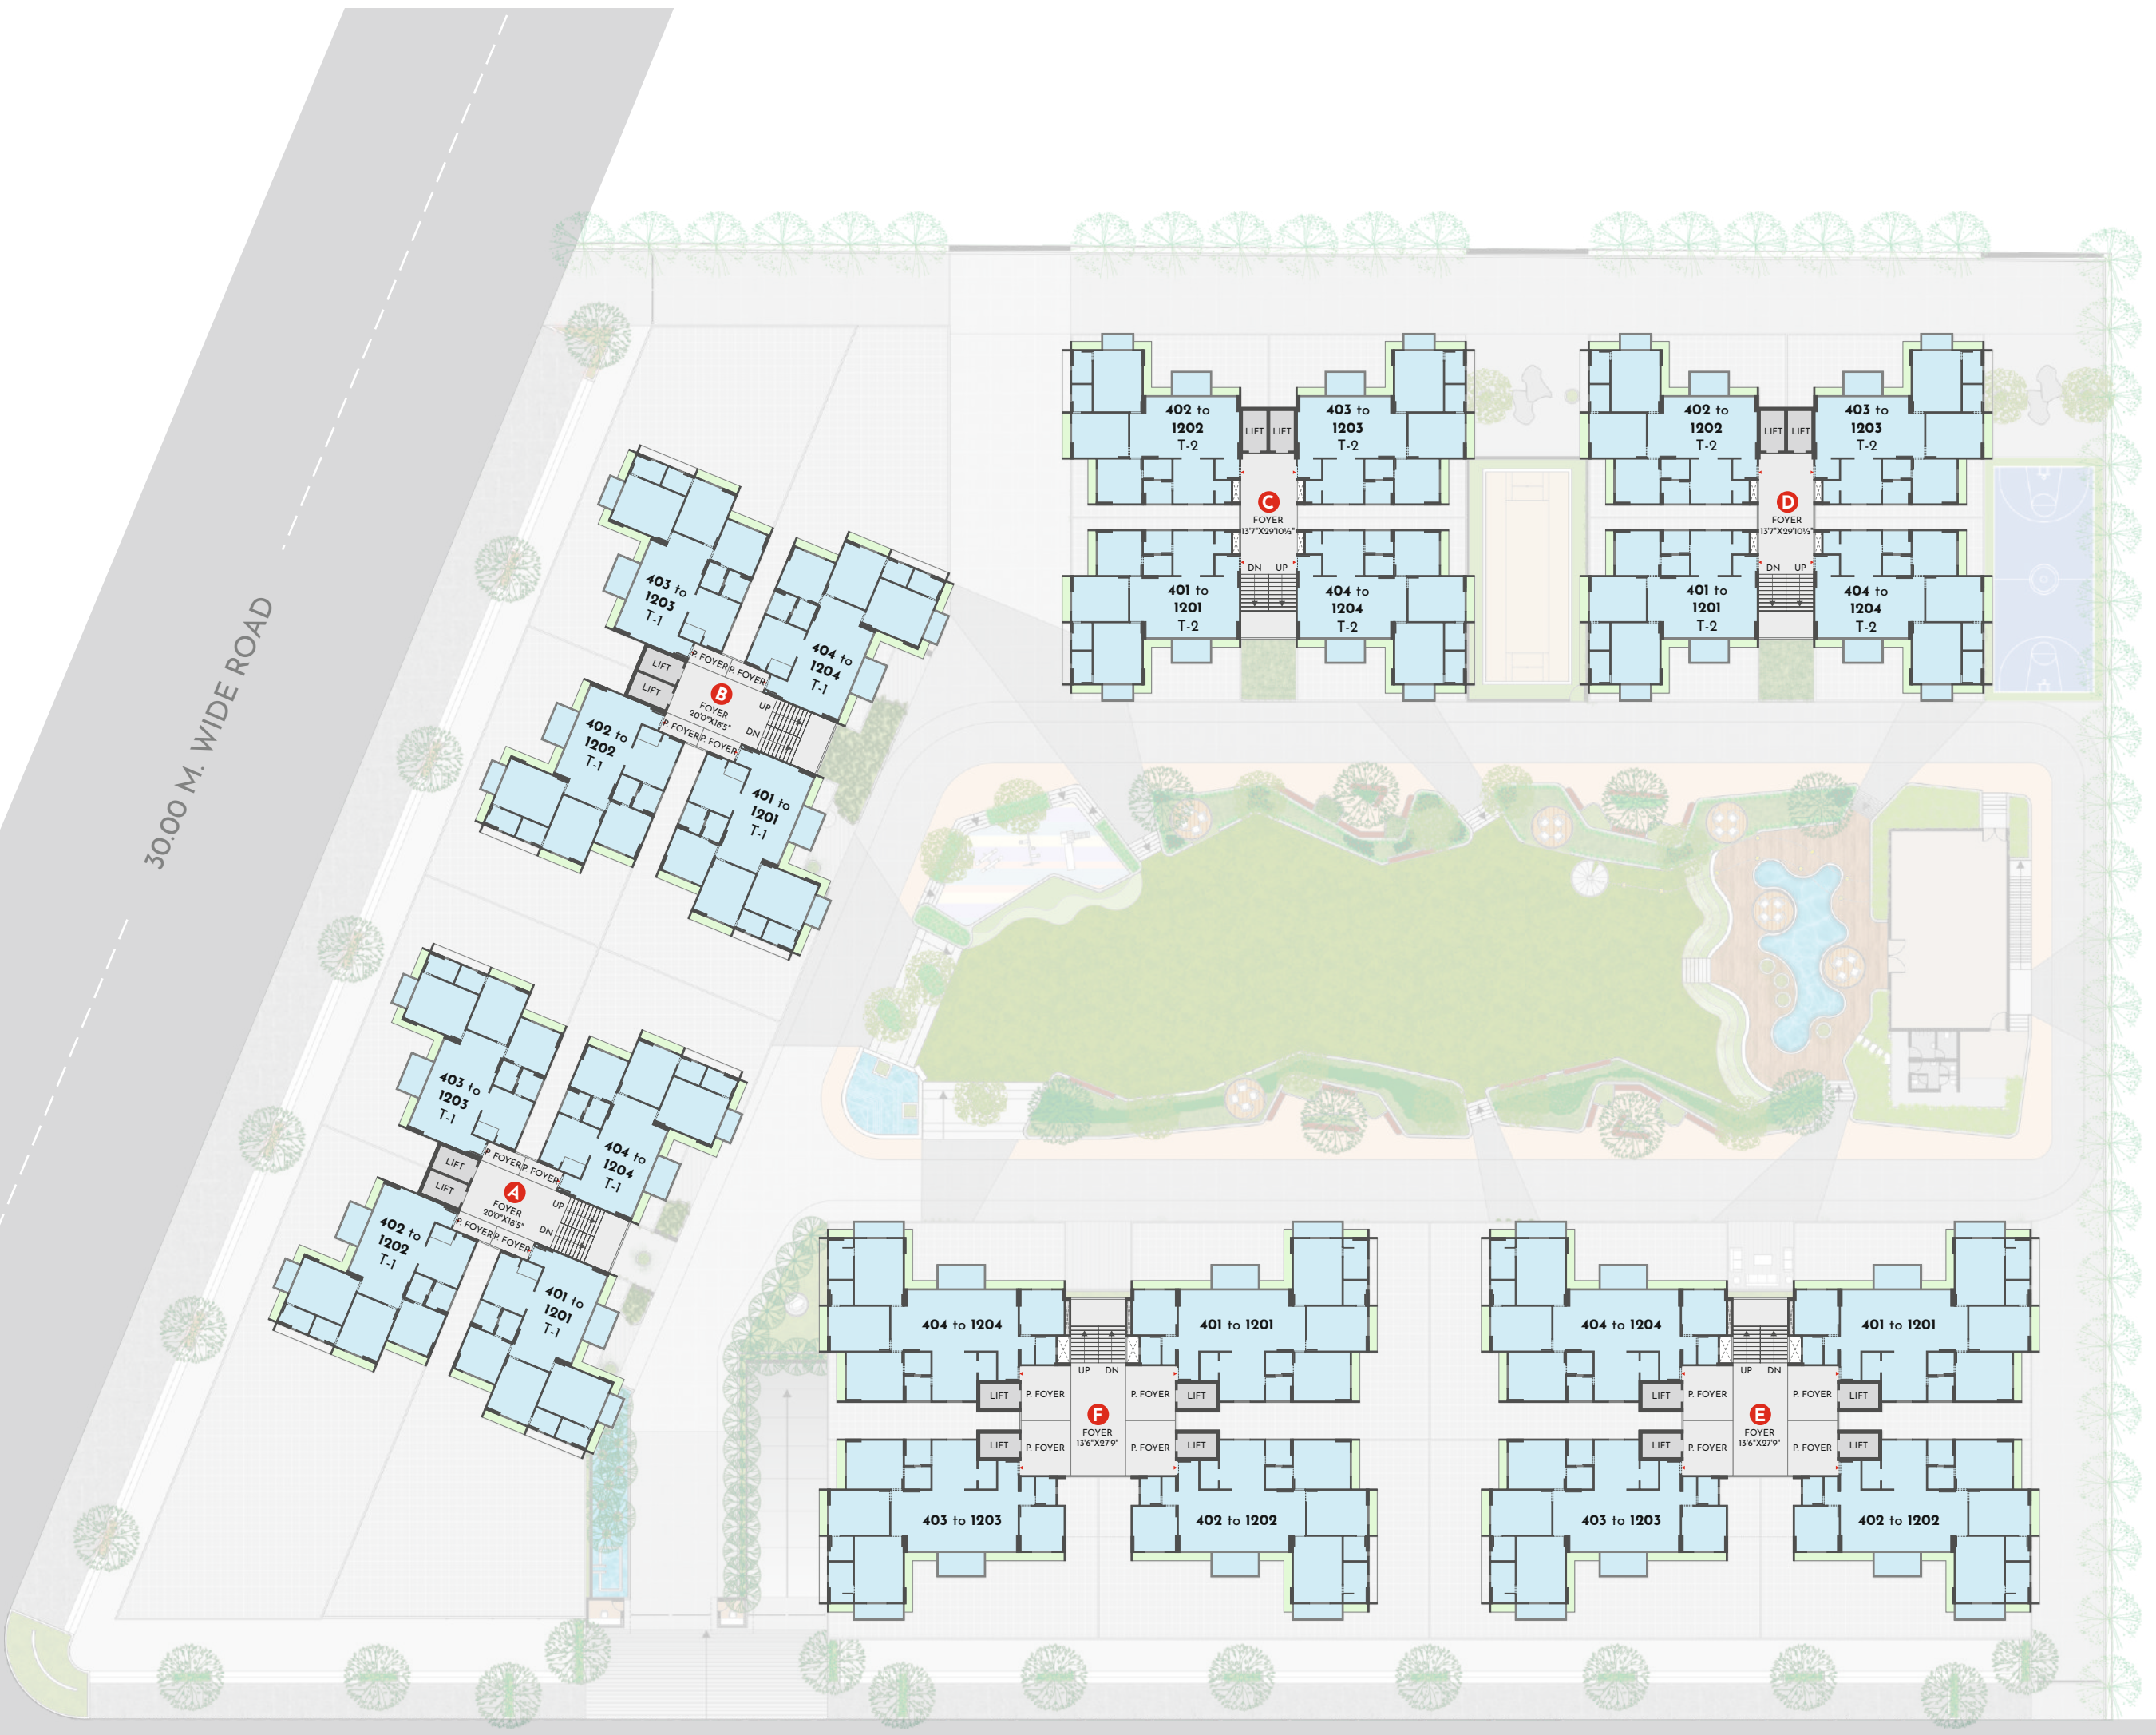 30.00 M. WIDE ROAD
403 to
1203
T-1
404 to
1204
T-1
LIFT
LIFT
P. FOYER
P. FOYER
B
FOYER
20'0"X18'5"
UP
DN
P. FOYER
P. FOYER
402 to
1202
T-1
401 to
1201
T-1
403 to
1203
T-1
404 to
1204
T-1
LIFT
LIFT
P. FOYER
P. FOYER
A
FOYER
20'0"X18'5"
UP
DN
P. FOYER
P. FOYER
402 to
1202
T-1
401 to
1201
T-1
402 to
1202
T-2
LIFT
LIFT
403 to
1203
T-2
C
FOYER
13'7"X29'10½"
DN
UP
401 to
1201
T-2
404 to
1204
T-2
402 to
1202
T-2
LIFT
LIFT
403 to
1203
T-2
D
FOYER
13'7"X29'10½"
DN
UP
401 to
1201
T-2
404 to
1204
T-2
404 to 1204
401 to 1201
UP
DN
LIFT
P. FOYER
P. FOYER
LIFT
F
FOYER
13'6"X27'9"
LIFT
P. FOYER
P. FOYER
LIFT
403 to 1203
402 to 1202
404 to 1204
401 to 1201
UP
DN
LIFT
P. FOYER
P. FOYER
LIFT
E
FOYER
13'6"X27'9"
LIFT
P. FOYER
P. FOYER
LIFT
403 to 1203
402 to 1202